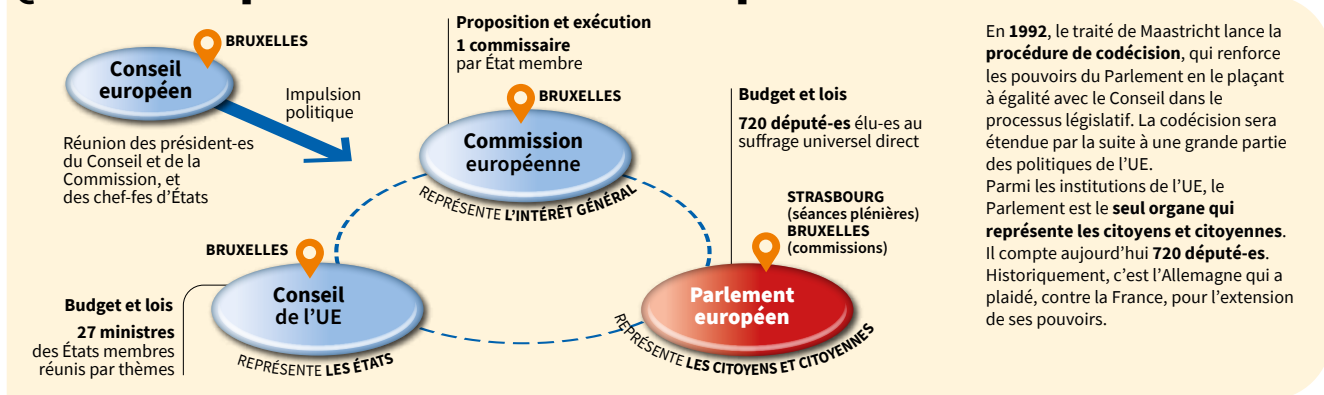 BRUXELLES
Conseil
européen
Impulsion
politique
Réunion des président-es
du Conseil et de la
Commission, et
des chef-fes d'États
Proposition et exécution
1 commissaire
par État membre
BRUXELLES
Commission
européenne
REPRÉSENTE L'INTÉRÊT GÉNÉRAL
BRUXELLES
Conseil
de l'UE
REPRÉSENTE LES ÉTATS
Budget et lois
27 ministres
des États membres
réunis par thèmes
Budget et lois
720 député-es élu-es au
suffrage universel direct
STRASBOURG
(séances plénières)
BRUXELLES
(commissions)
Parlement
européen
REPRÉSENTE LES CITOYENS ET CITOYENNES
En 1992, le traité de Maastricht lance la
procédure de codécision, qui renforce
les pouvoirs du Parlement en le plaçant
à égalité avec le Conseil dans le
processus législatif. La codécision sera
étendue par la suite à une grande partie
des politiques de l'UE.
Parmi les institutions de l'UE, le
Parlement est le seul organe qui
représente les citoyens et citoyennes.
Il compte aujourd'hui 720 député-es.
Historiquement, c'est l'Allemagne qui a
plaidé, contre la France, pour l'extension
de ses pouvoirs.